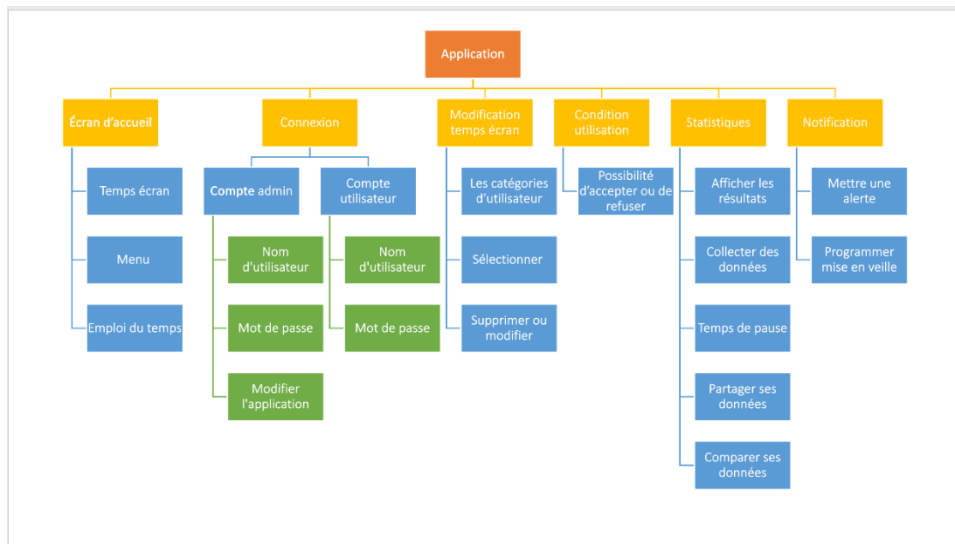 Application
Écran d'accueil
Connexion
Modification
temps écran
Condition
utilisation
Statistiques
Notification
Temps écran
Compte admin
Compte
utilisateur
Les catégories
d'utilisateur
Possibilité
d'accepter ou de
refuser
Afficher les
résultats
Mettre une
alerte
Menu
Nom
d'utilisateur
Nom
d'utilisateur
Sélectionner
Collecter des
données
Programmer
mise en veille
Emploi du temps
Mot de passe
Mot de passe
Supprimer ou
modifier
Temps de pause
Modifier
l'application
Partager ses
données
Comparer ses
données